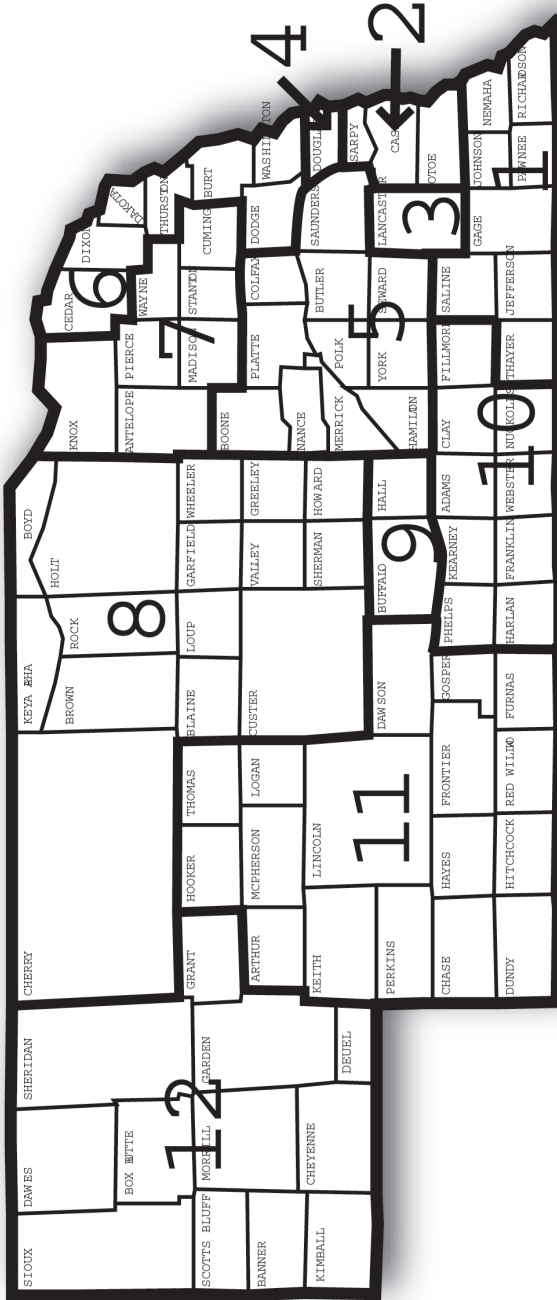 4
2
WASHINGTON
DOUGLAS
SARPY
CASS
OTOE
NEMAHA
RICHARDSON
JOHNSON
PAWNEE
1
DAKOTA
THURSTON
BURT
DIXON
CEDAR
6
WAYNE
CUMING
DODGE
SAUNDERS
LANCASTER
3
GAGE
STANTON
COLFAX
BUTLER
SEWARD
SALINE
JEFFERSON
PIERCE
7
MADISON
PLATTE
POLK
5
YORK
FILLMORE
THAYER
KNOX
ANTELOPE
BOONE
NANCE
MERRICK
HAMILTON
CLAY
NUCKOLLS
10
BOYD
HOLT
WHEELER
GREELEY
HOWARD
HALL
ADAMS
WEBSTER
GARFIELD
VALLEY
SHERMAN
BUFFALO
9
KEARNEY
FRANKLIN
KEYA PAHA
ROCK
8
BROWN
LOUP
BLAINE
CUSTER
DAWSON
PHELPS
HARLAN
GOSPER
FURNAS
CHERRY
THOMAS
HOOKER
LOGAN
MCPHERSON
LINCOLN
11
FRONTIER
RED WILLOW
HAYES
HITCHCOCK
GRANT
ARTHUR
KEITH
PERKINS
CHASE
DUNDY
SHERIDAN
GARDEN
DEUEL
DAWES
BOX BUTTE
12
MORRILL
CHEYENNE
SIOUX
SCOTTS BLUFF
BANNER
KIMBALL